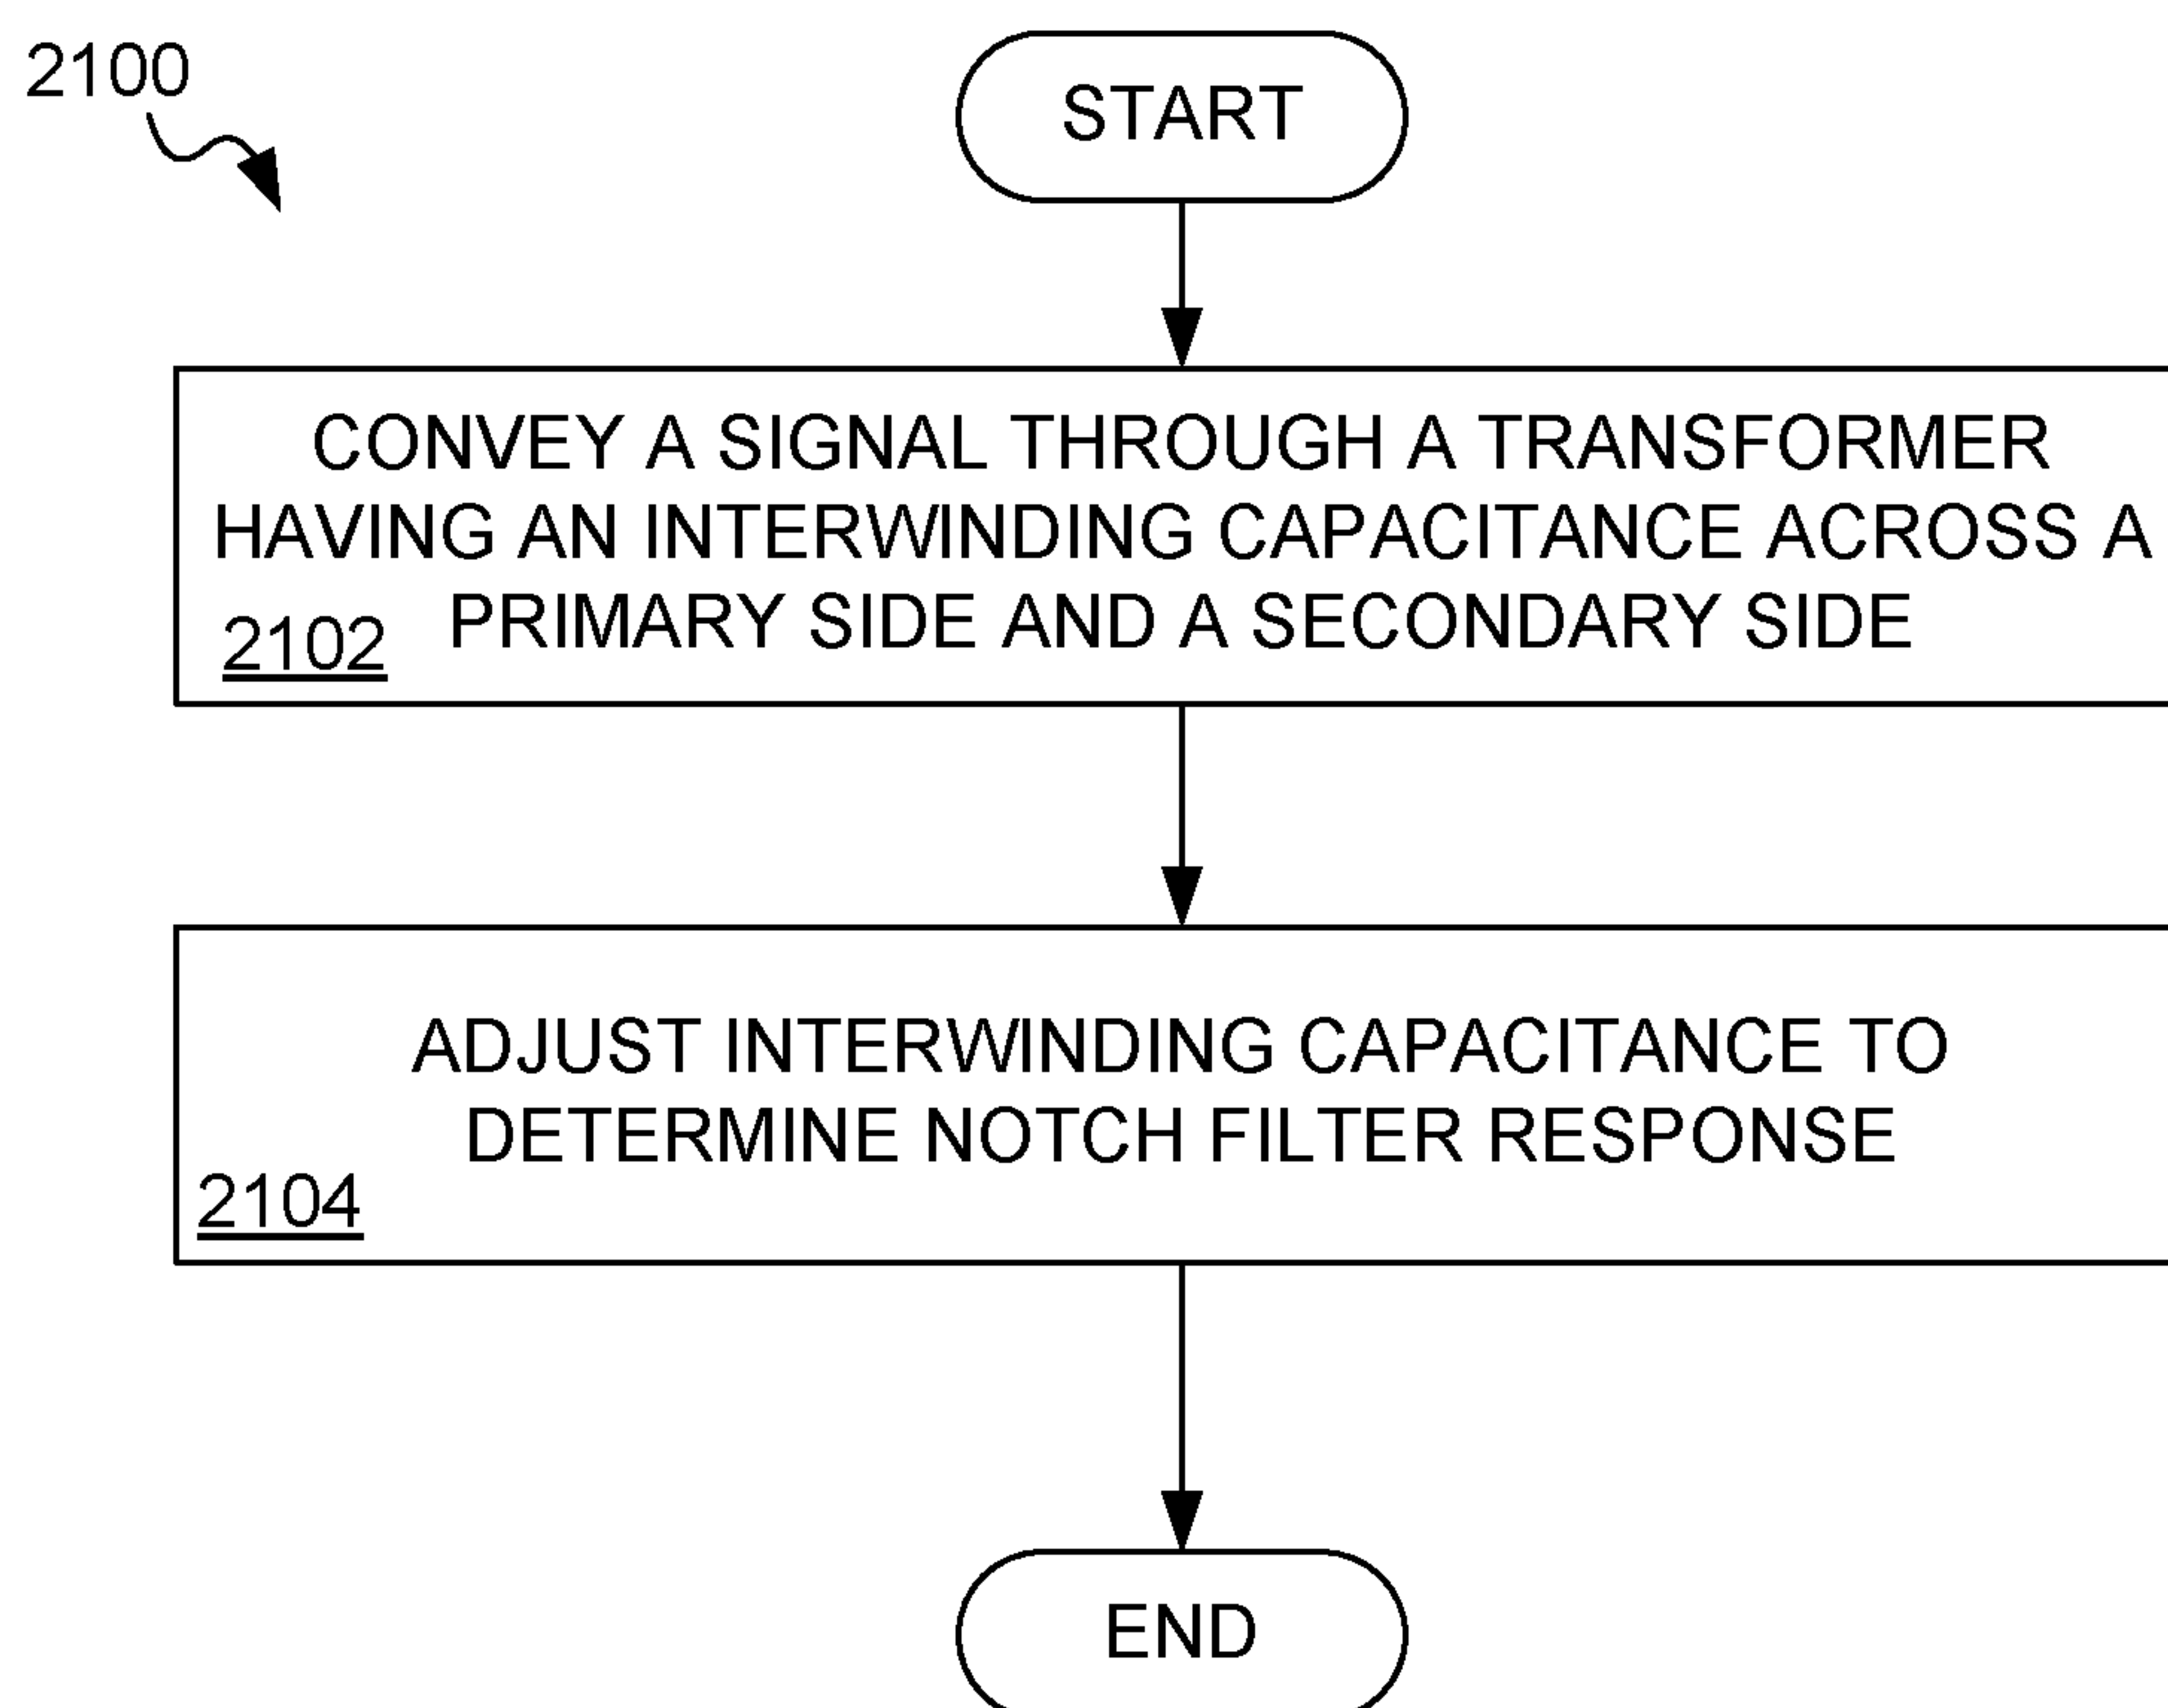 2100
START
CONVEY A SIGNAL THROUGH A TRANSFORMER
HAVING AN INTERWINDING CAPACITANCE ACROSS A
PRIMARY SIDE AND A SECONDARY SIDE
2102
ADJUST INTERWINDING CAPACITANCE TO
DETERMINE NOTCH FILTER RESPONSE
2104
END